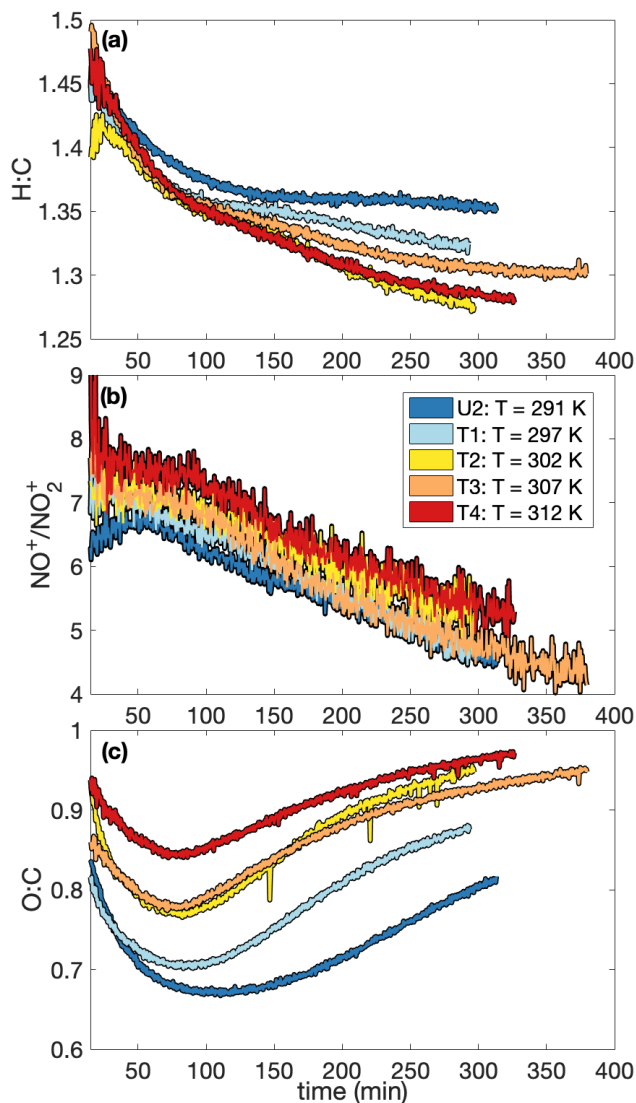 (a)
1.5
1.45
1.4
1.35
1.3
1.25
H:C
50 100 150 200 250 300 350 400
(b)
9
8
7
6
5
4
NO⁺/NO₂⁺
U2: T = 291 K
T1: T = 297 K
T2: T = 302 K
T3: T = 307 K
T4: T = 312 K
50 100 150 200 250 300 350 400
(c)
1
0.9
0.8
0.7
0.6
O:C
50 100 150 200 250 300 350 400
time (min)